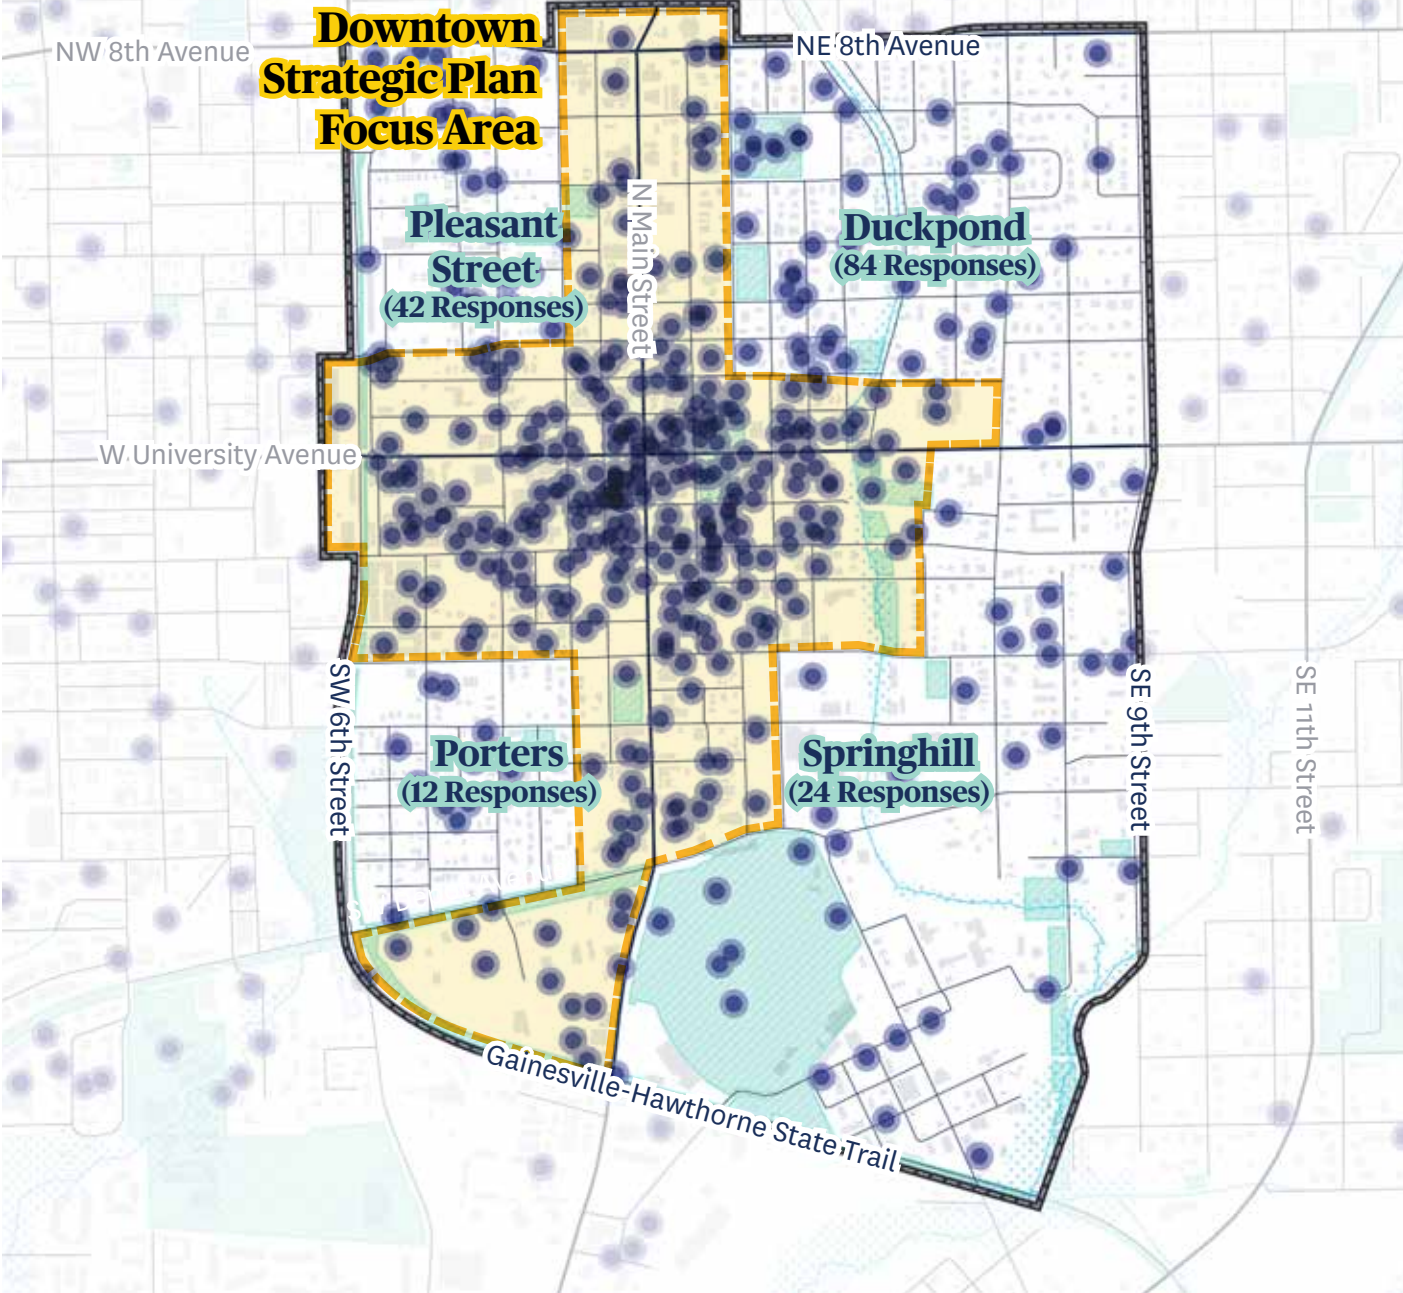 Downtown
Strategic Plan
Focus Area
NW 8th Avenue
NE 8th Avenue
N Main Street
Pleasant
Street
(42 Responses)
Duckpond
(84 Responses)
W University Avenue
SW 6th Street
Porters
(12 Responses)
Springhill
(24 Responses)
SE 9th Street
SE 11th Street
Gainesville-Hawthorne State Trail